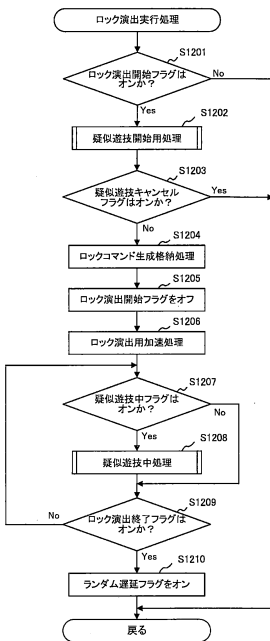 ロック演出実行処理
S1201
ロック演出開始フラグは
オンか？
No
Yes
S1202
疑似遊技開始用処理
S1203
疑似遊技キャンセル
フラグはオンか？
Yes
No
S1204
ロックコマンド生成格納処理
S1205
ロック演出開始フラグをオフ
S1206
ロック演出用加速処理
S1207
疑似遊技中フラグは
オンか？
No
Yes
S1208
疑似遊技中処理
S1209
No
ロック演出終了フラグは
オンか？
Yes
S1210
ランダム遅延フラグをオン
戻る